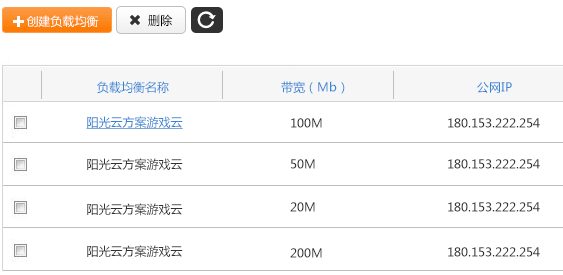 创建负载均衡 删除
负载均衡名称 带宽（Mb） 公网IP
阳光云方案游戏云 100M 180.153.222.254
阳光云方案游戏云 50M 180.153.222.254
阳光云方案游戏云 20M 180.153.222.254
阳光云方案游戏云 200M 180.153.222.254